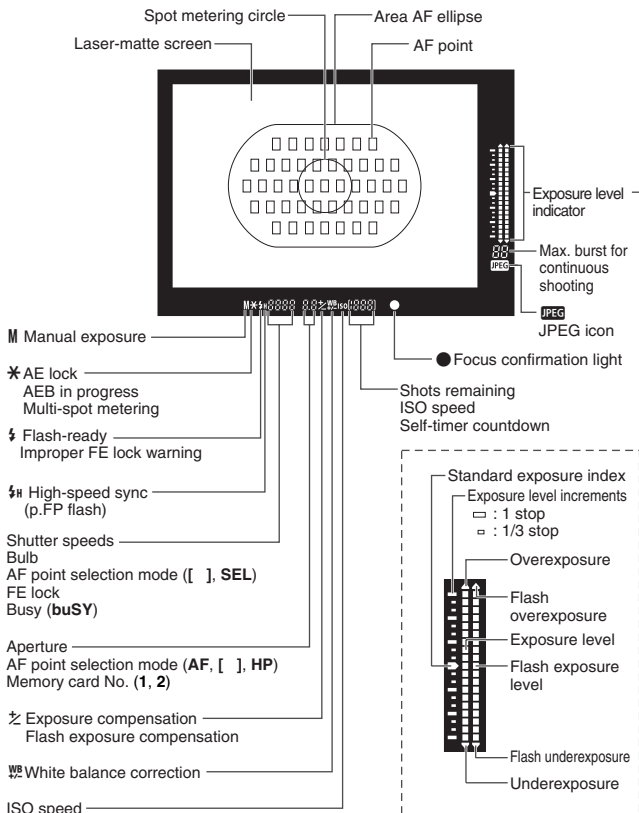 Spot metering circle
Area AF ellipse
Laser-matte screen
AF point
Exposure level
indicator
Max. burst for
continuous
shooting
JPEG
JPEG
JPEG icon
M
ISO
M Manual exposure
Focus confirmation light
AE lock
AEB in progress
Multi-spot metering
Shots remaining
ISO speed
Self-timer countdown
Flash-ready
Improper FE lock warning
H High-speed sync
(p.FP flash)
Shutter speeds
Bulb
AF point selection mode ([ ], SEL)
FE lock
Busy (buSY)
Aperture
AF point selection mode (AF, [ ], HP)
Memory card No. (1, 2)
Exposure compensation
Flash exposure compensation
WB +/- White balance correction
ISO speed
Standard exposure index
Exposure level increments
: 1 stop
: 1/3 stop
Overexposure
Flash
overexposure
Exposure level
Flash exposure
level
Flash underexposure
Underexposure